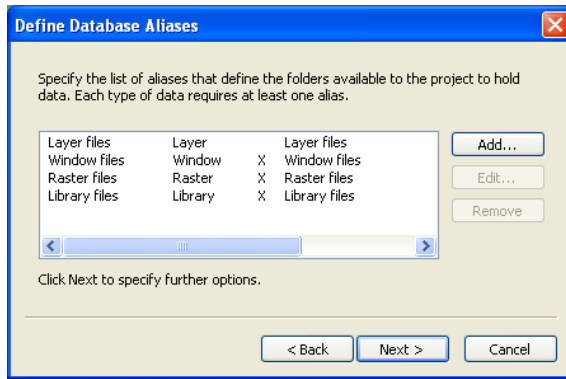 Define Database Aliases
Specify the list of aliases that define the folders available to the project to hold
data. Each type of data requires at least one alias.
Layer files Layer Layer files
Window files Window X Window files
Raster files Raster X Raster files
Library files Library X Library files
Add...
Edit...
Remove
Click Next to specify further options.
< Back Next > Cancel